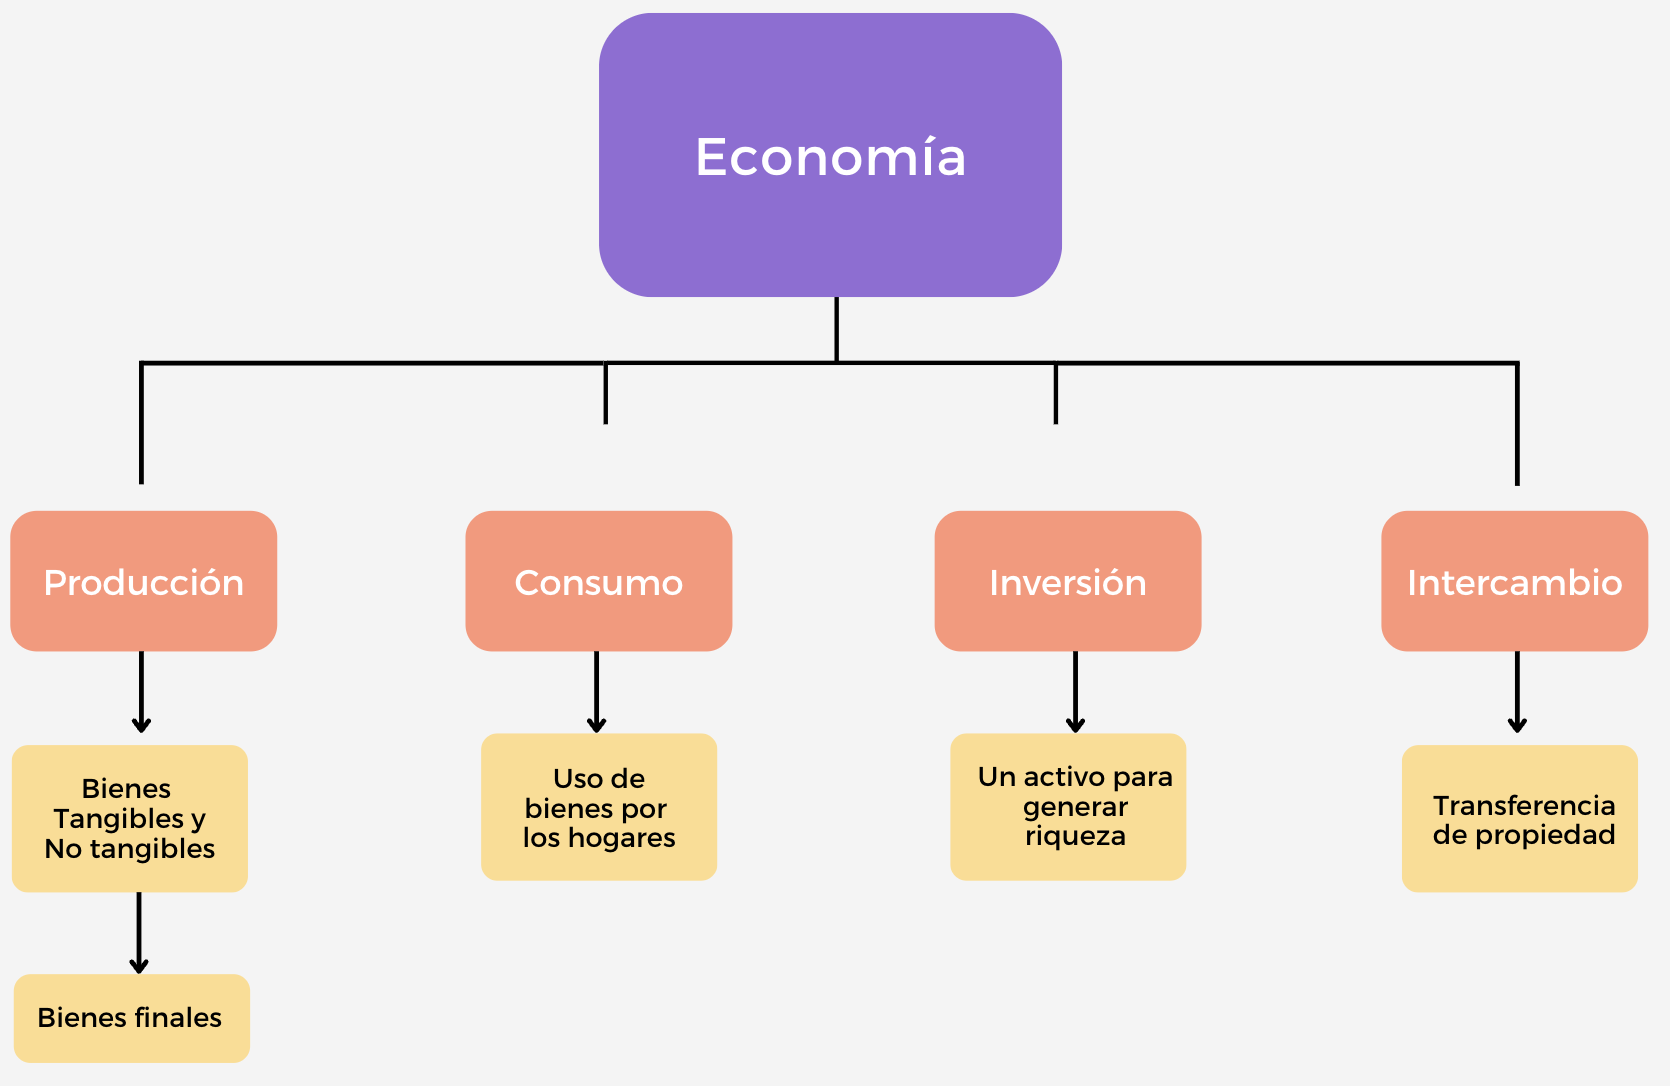 Economía
Producción
Consumo
Inversión
Intercambio
Bienes
Tangibles y
No tangibles
Uso de
bienes por
los hogares
Un activo para
generar
riqueza
Transferencia
de propiedad
Bienes finales